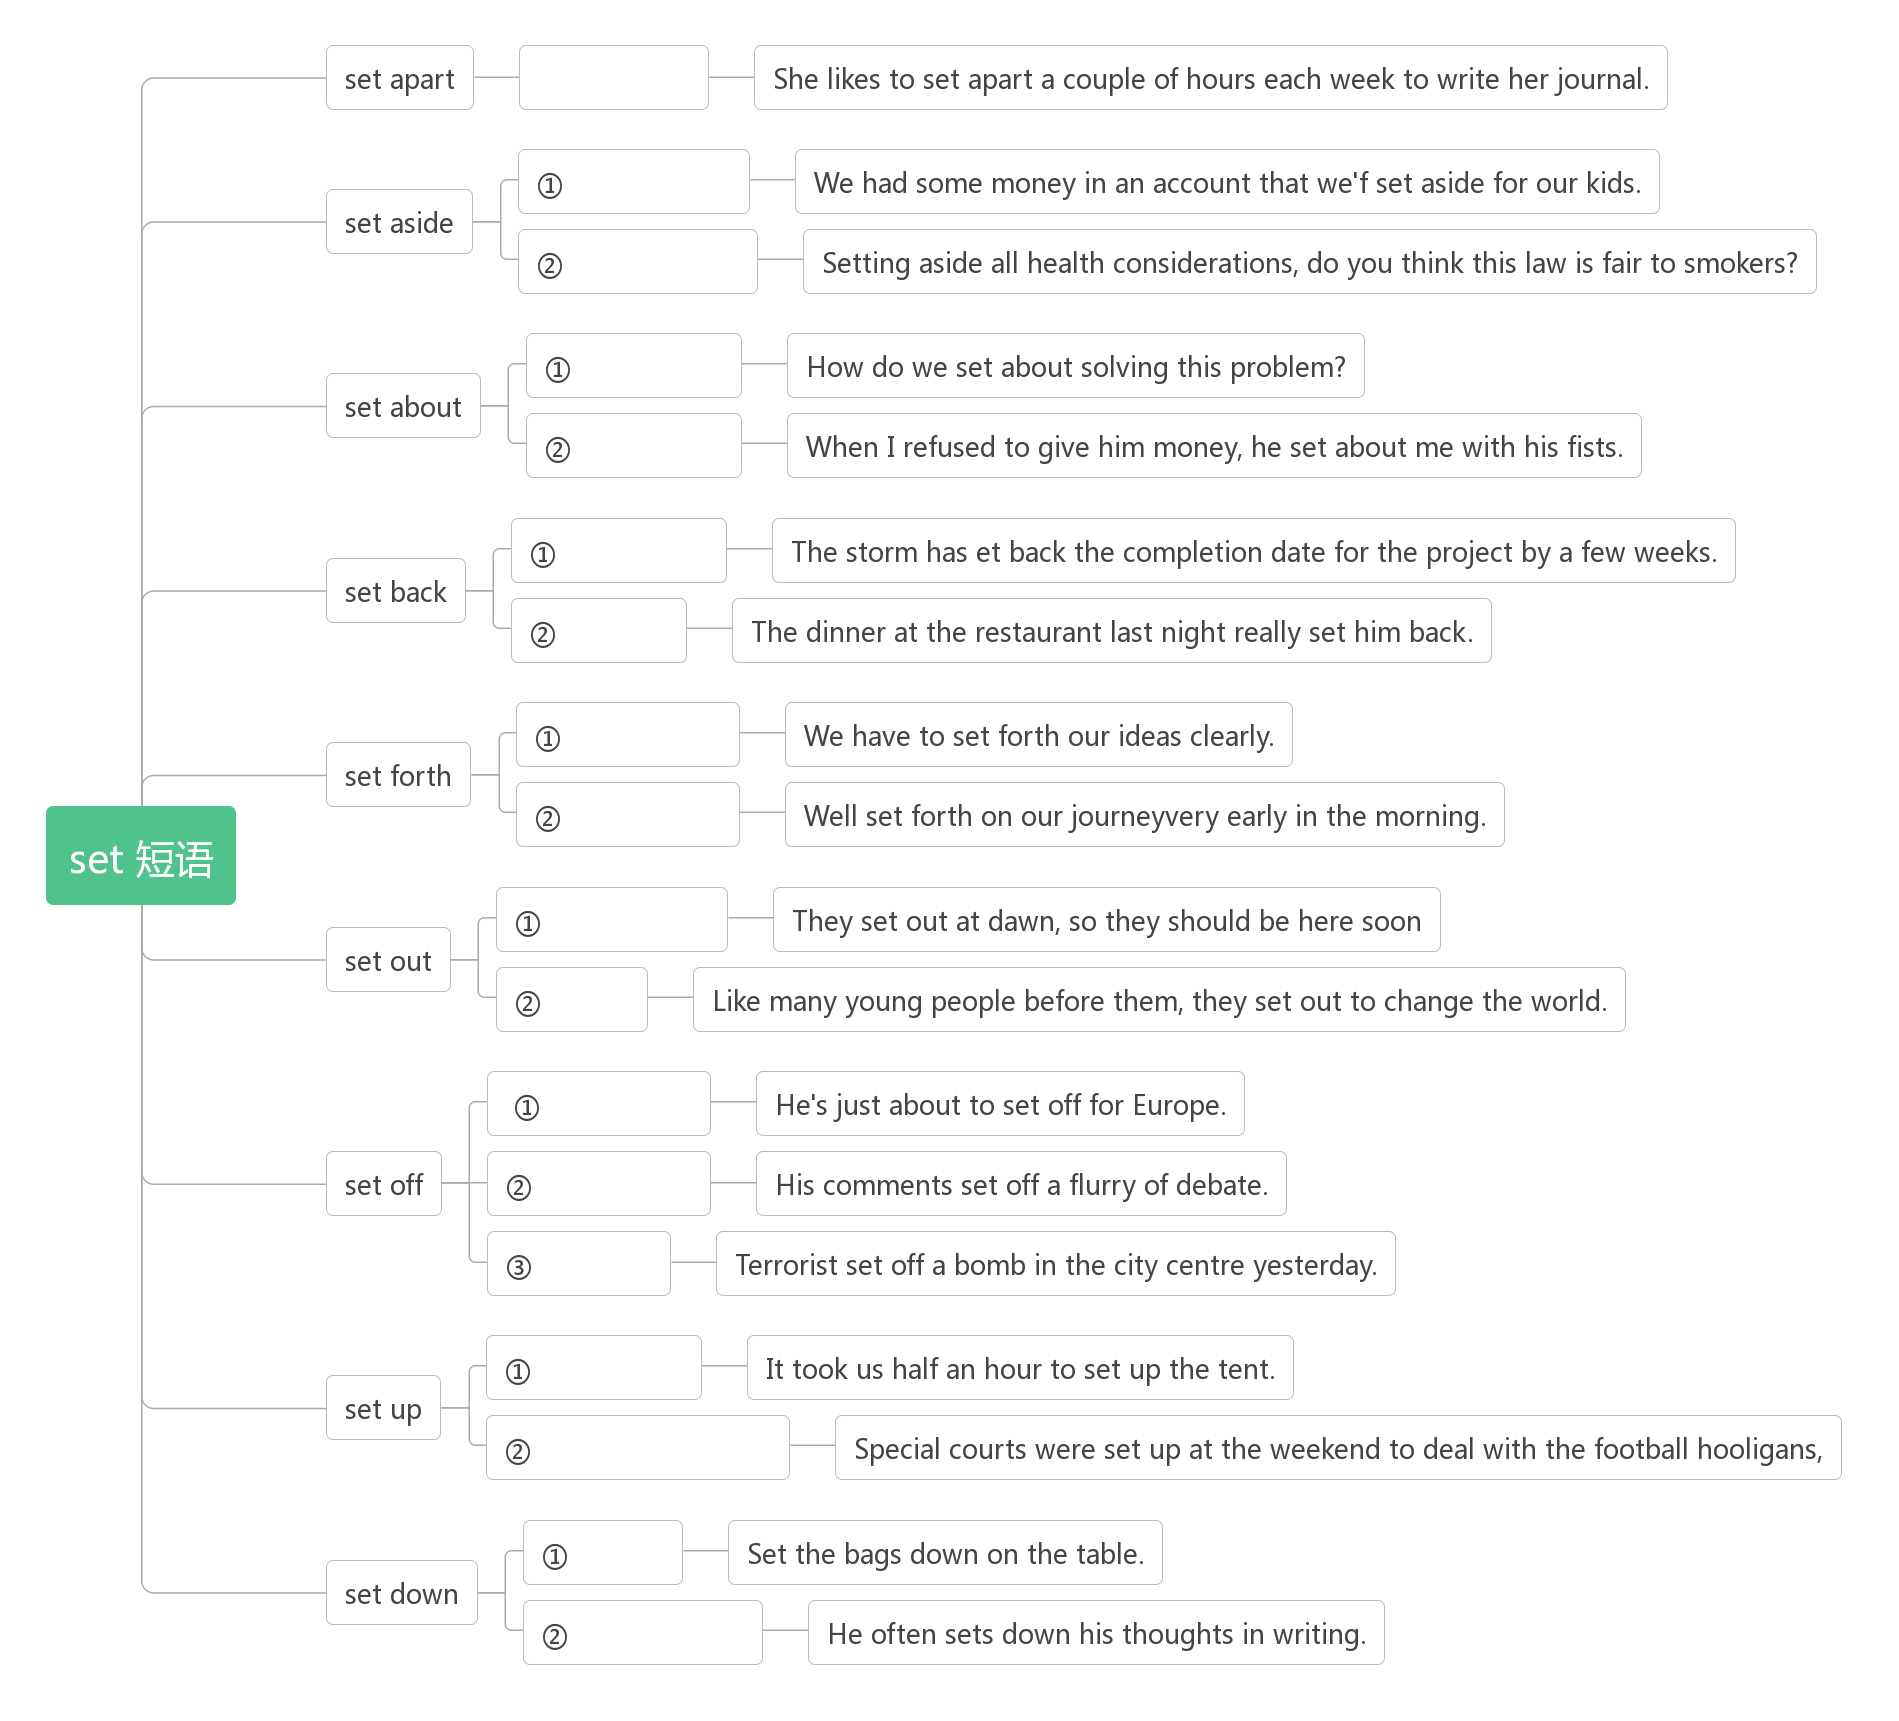 set 短语
set apart
She likes to set apart a couple of hours each week to write her journal.
set aside
①
We had some money in an account that we'f set aside for our kids.
②
Setting aside all health considerations, do you think this law is fair to smokers?
set about
①
How do we set about solving this problem?
②
When I refused to give him money, he set about me with his fists.
set back
①
The storm has et back the completion date for the project by a few weeks.
②
The dinner at the restaurant last night really set him back.
set forth
①
We have to set forth our ideas clearly.
②
Well set forth on our journeyvery early in the morning.
set out
①
They set out at dawn, so they should be here soon
②
Like many young people before them, they set out to change the world.
set off
①
He's just about to set off for Europe.
②
His comments set off a flurry of debate.
③
Terrorist set off a bomb in the city centre yesterday.
set up
①
It took us half an hour to set up the tent.
②
Special courts were set up at the weekend to deal with the football hooligans,
set down
①
Set the bags down on the table.
②
He often sets down his thoughts in writing.